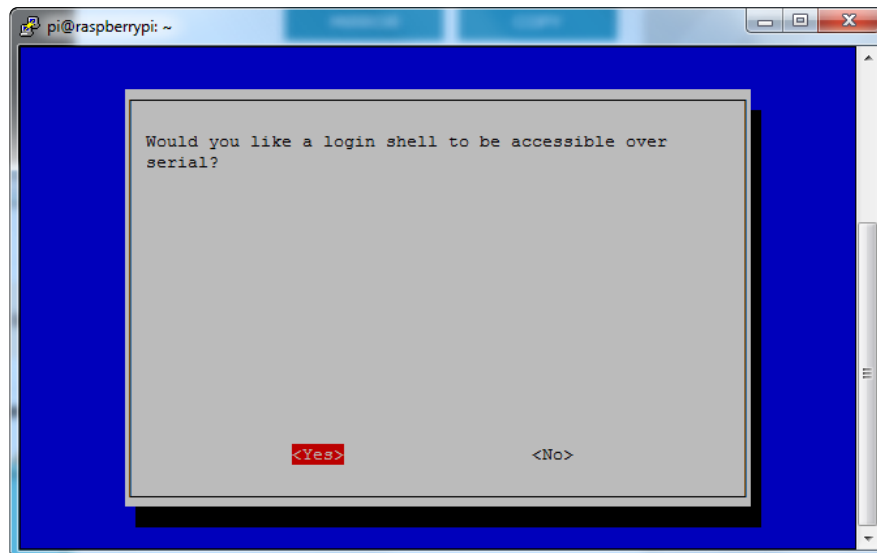 pi@raspberrypi: ~
Would you like a login shell to be accessible over
serial?
<Yes> <No>